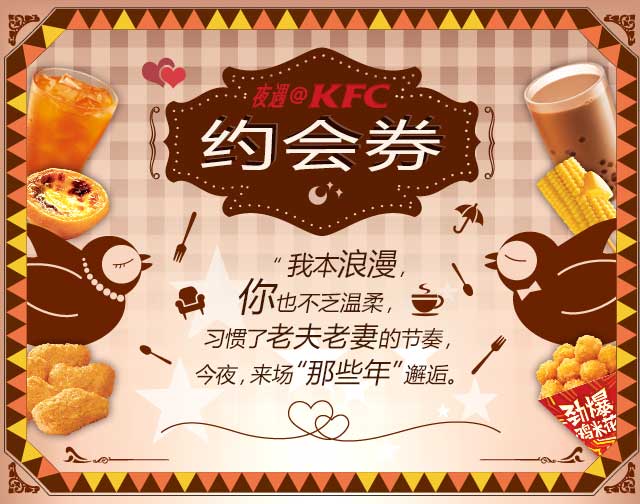 夜遇@KFC
约会券
“我本浪漫，
你也不乏温柔，
习惯了老夫老妻的节奏，
今夜，来场“那些年”邂逅。
劲爆
鸡米花